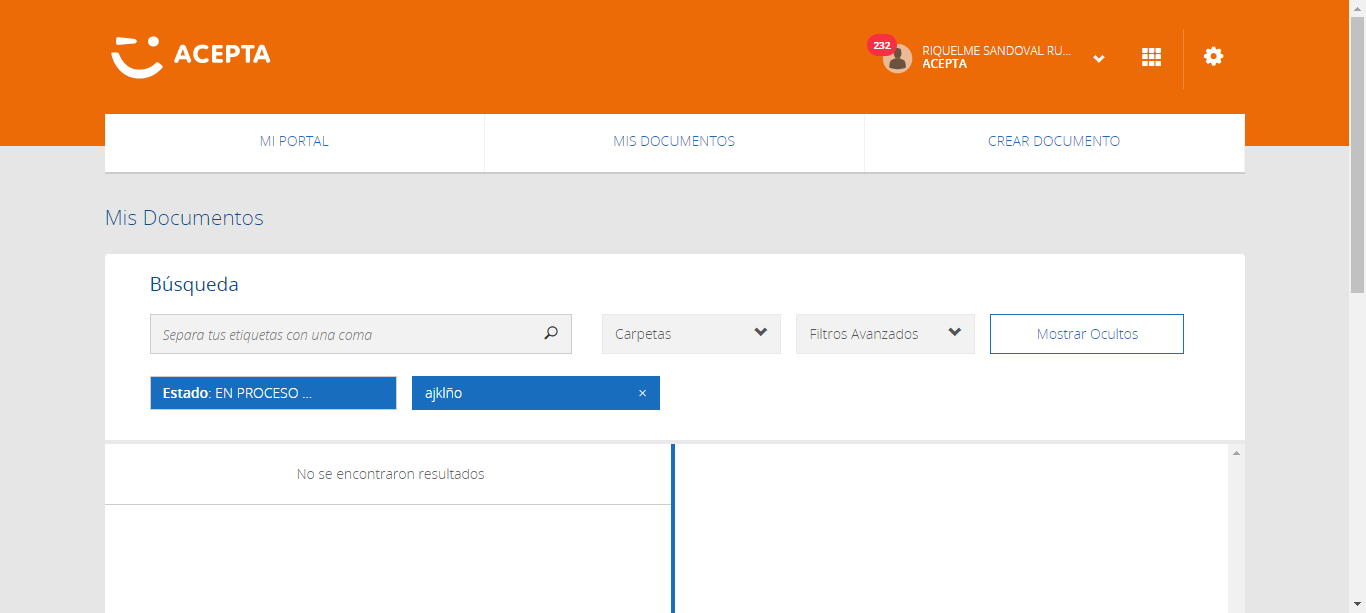 ACEPTA
232
RIQUELME SANDOVAL RU...
ACEPTA
MI PORTAL
MIS DOCUMENTOS
CREAR DOCUMENTO
Mis Documentos
Búsqueda
Separa tus etiquetas con una coma
Carpetas
Filtros Avanzados
Mostrar Ocultos
Estado: EN PROCESO ...
ajklño ×
No se encontraron resultados